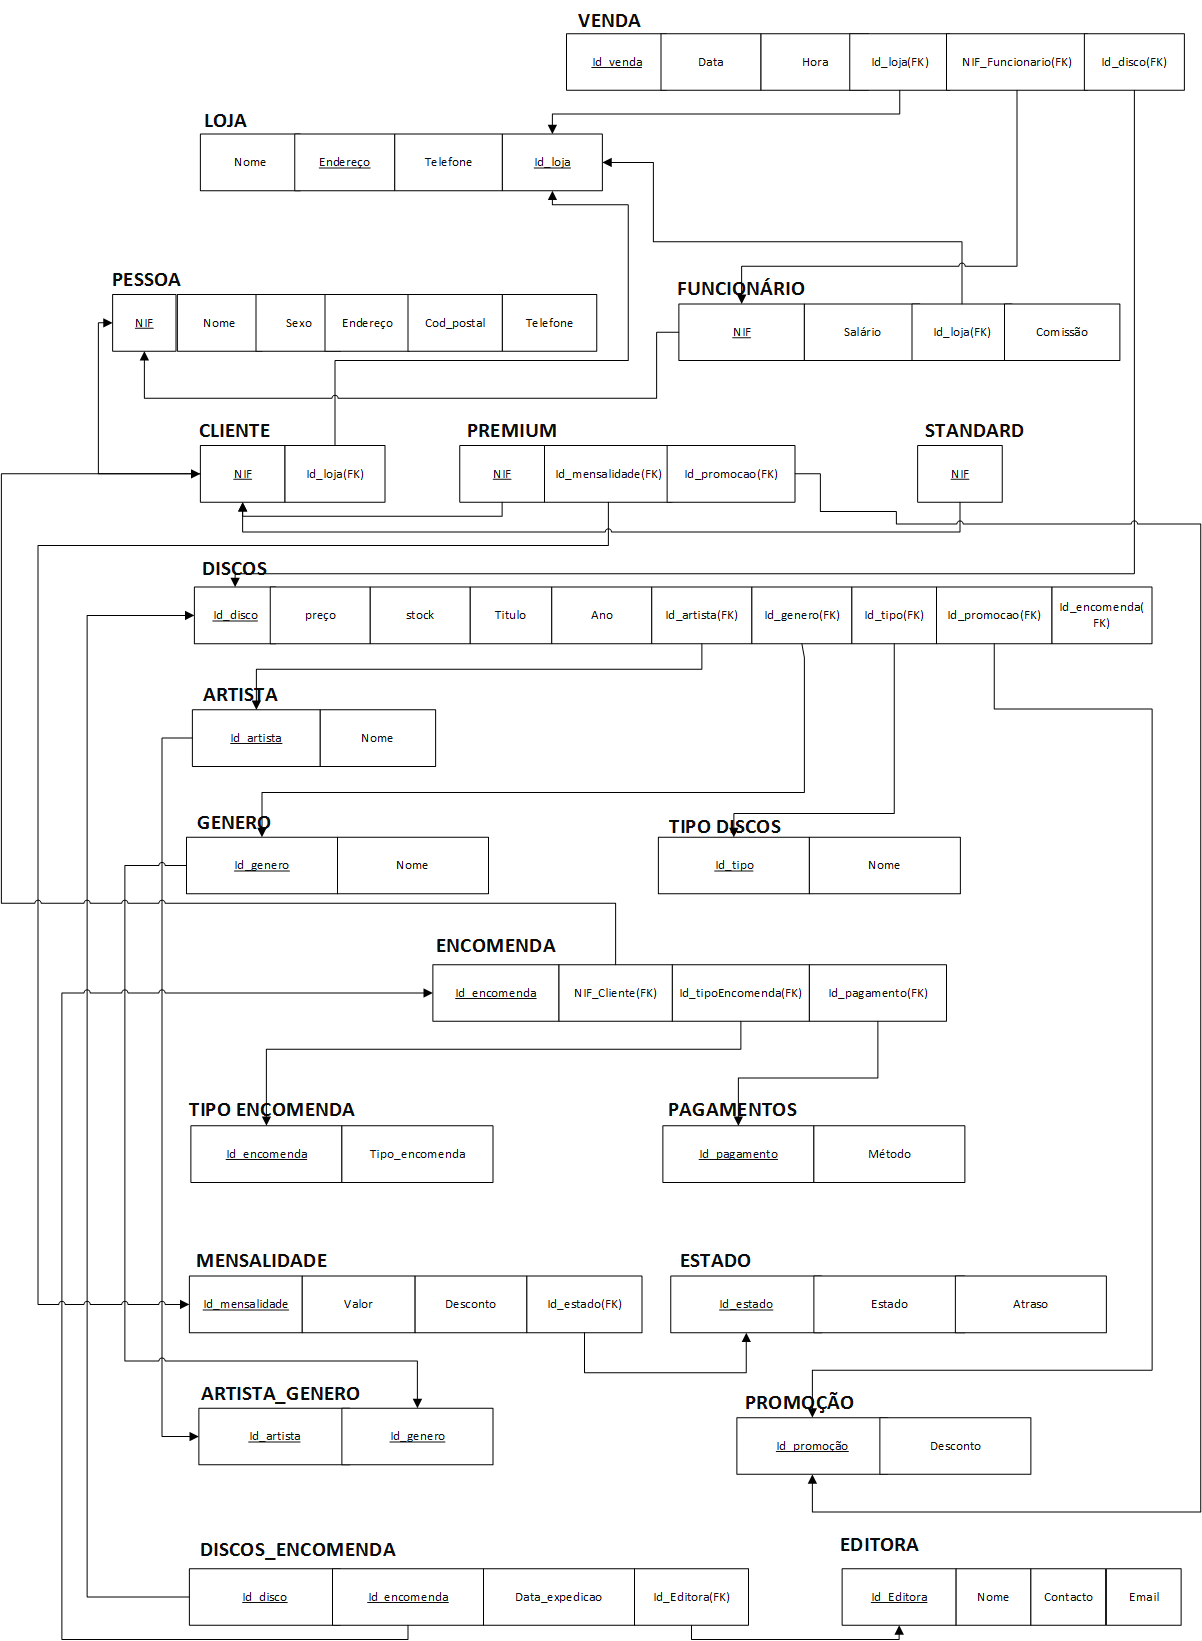 VENDA
Id_venda Data Hora Id_loja(FK) NIF_Funcionario(FK) Id_disco(FK)
LOJA
Nome Endereço Telefone Id_loja
PESSOA
NIF Nome Sexo Endereço Cod_postal Telefone
FUNCIONÁRIO
NIF Salário Id_loja(FK) Comissão
CLIENTE
NIF Id_loja(FK)
PREMIUM
NIF Id_mensalidade(FK) Id_promocao(FK)
STANDARD
NIF
DISCOS
Id_disco preço stock Titulo Ano Id_artista(FK) Id_genero(FK) Id_tipo(FK) Id_promocao(FK) Id_encomenda(
FK)
ARTISTA
Id_artista Nome
GENERO
Id_genero Nome
TIPO DISCOS
Id_tipo Nome
ENCOMENDA
Id_encomenda NIF_Cliente(FK) Id_tipoEncomenda(FK) Id_pagamento(FK)
TIPO ENCOMENDA
Id_encomenda Tipo_encomenda
PAGAMENTOS
Id_pagamento Método
MENSALIDADE
Id_mensalidade Valor Desconto Id_estado(FK)
ESTADO
Id_estado Estado Atraso
ARTISTA_GENERO
Id_artista Id_genero
PROMOÇÃO
Id_promoção Desconto
DISCOS_ENCOMENDA
Id_disco Id_encomenda Data_expedicao Id_Editora(FK)
EDITORA
Id_Editora Nome Contacto Email